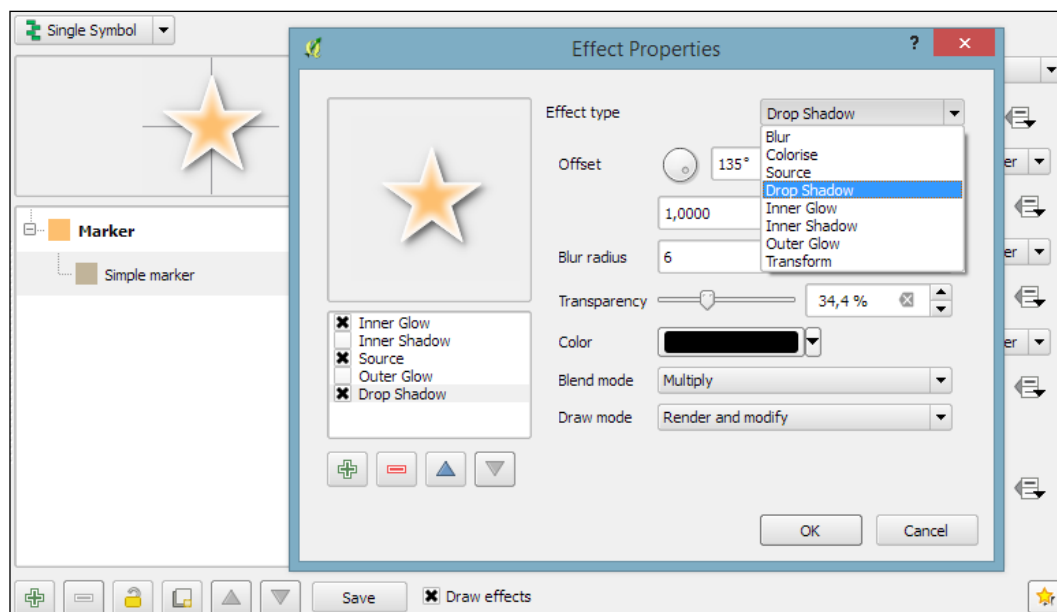 Single Symbol
Effect Properties
?
Effect type
Drop Shadow
Blur
Colorise
Source
Drop Shadow
Inner Glow
Inner Shadow
Outer Glow
Transform
Offset
135°
1,0000
Blur radius
6
Transparency
34,4 %
Color
Blend mode
Multiply
Draw mode
Render and modify
Inner Glow
Inner Shadow
Source
Outer Glow
Drop Shadow
OK
Cancel
Marker
Simple marker
er
er
er
Save
Draw effects